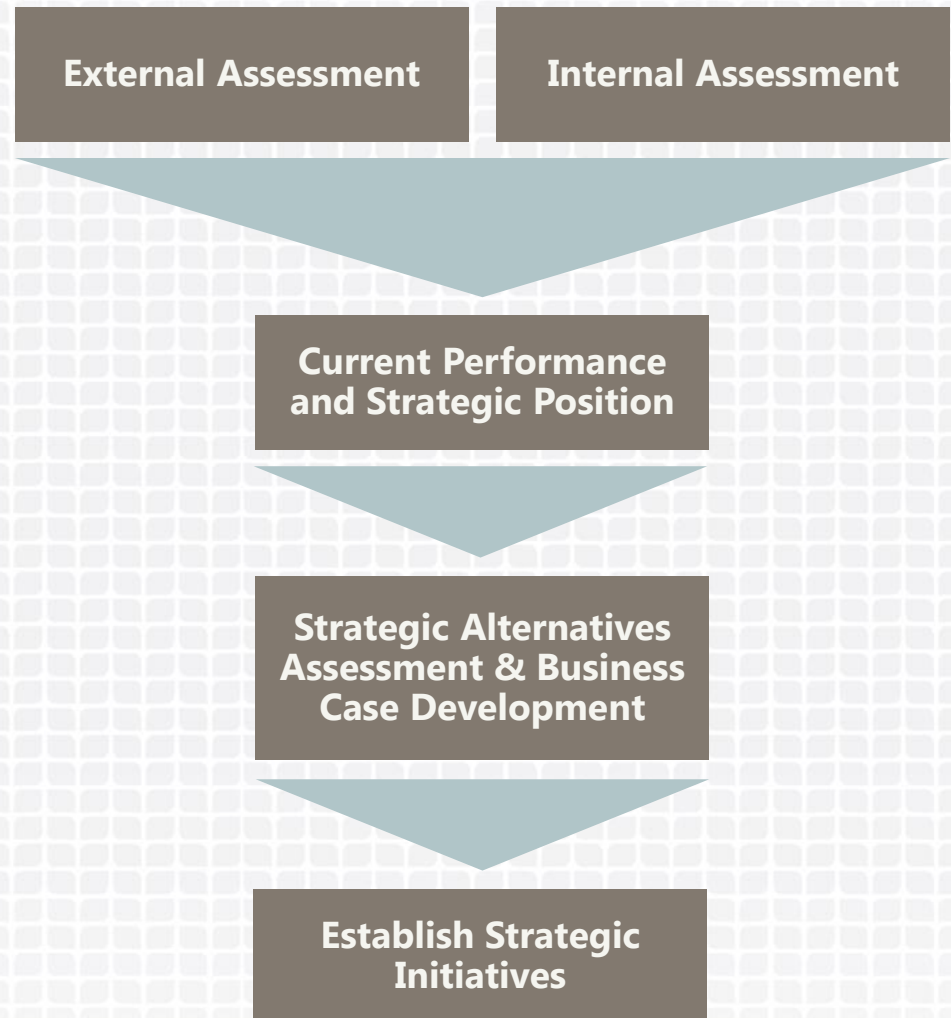 External Assessment
Internal Assessment
Current Performance
and Strategic Position
Strategic Alternatives
Assessment & Business
Case Development
Establish Strategic
Initiatives